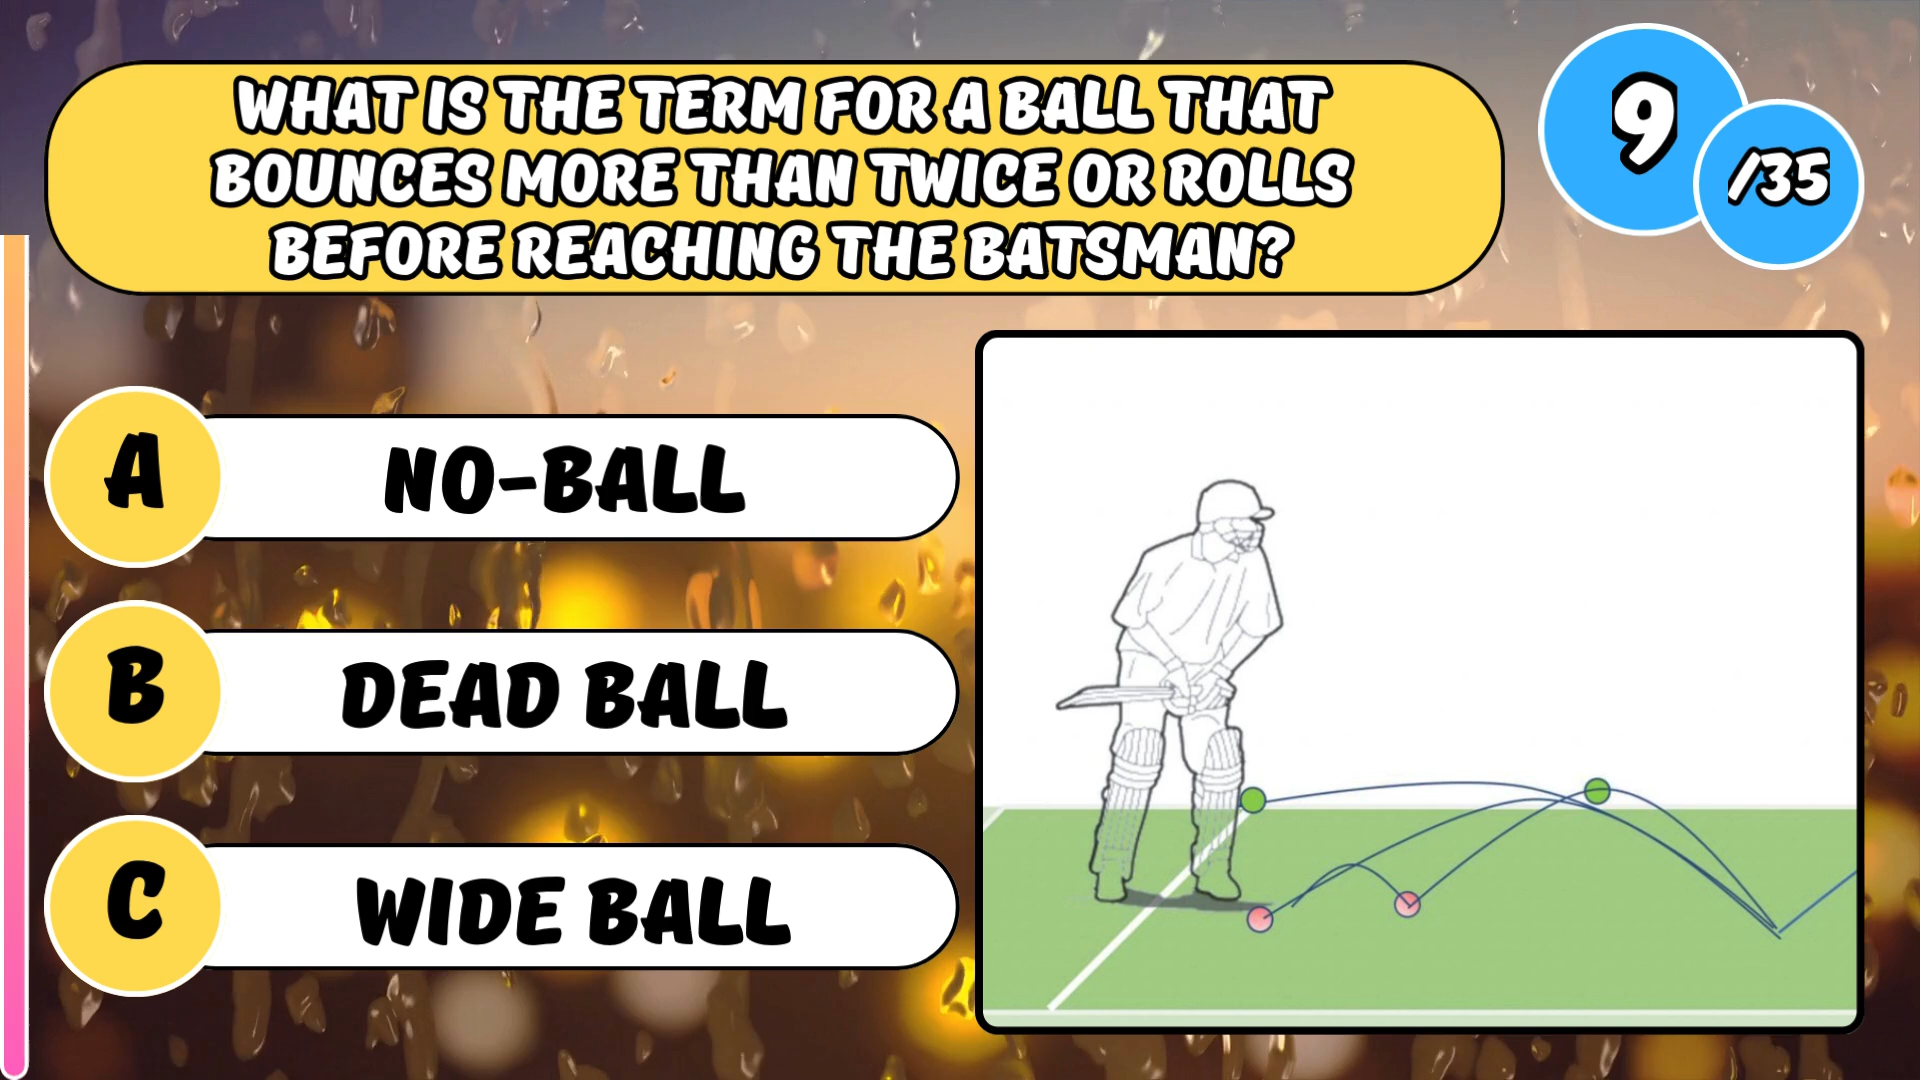 WHAT IS THE TERM FOR A BALL THAT
BOUNCES MORE THAN TWICE OR ROLLS
BEFORE REACHING THE BATSMAN?
9
/35
A
NO-BALL
B
DEAD BALL
C
WIDE BALL